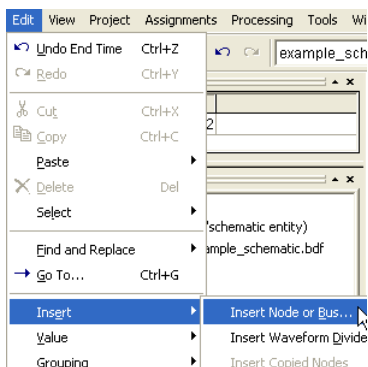 Edit View Project Assignments Processing Tools
Undo End Time Ctrl+Z
example_sch
Redo Ctrl+Y
Cut Ctrl+X
2
Copy Ctrl+C
Paste
Delete Del
Select
schematic entity)
Find and Replace
ample_schematic.bdf
Go To... Ctrl+G
Insert
Insert Node or Bus...
Value
Insert Waveform Divide
Grouping
Insert Copied Nodes